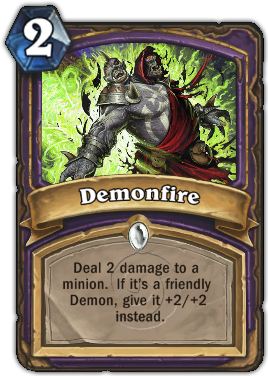 2
Demonfire
Deal 2 damage to a
minion.  If it's a friendly
Demon, give it +2/+2
instead.